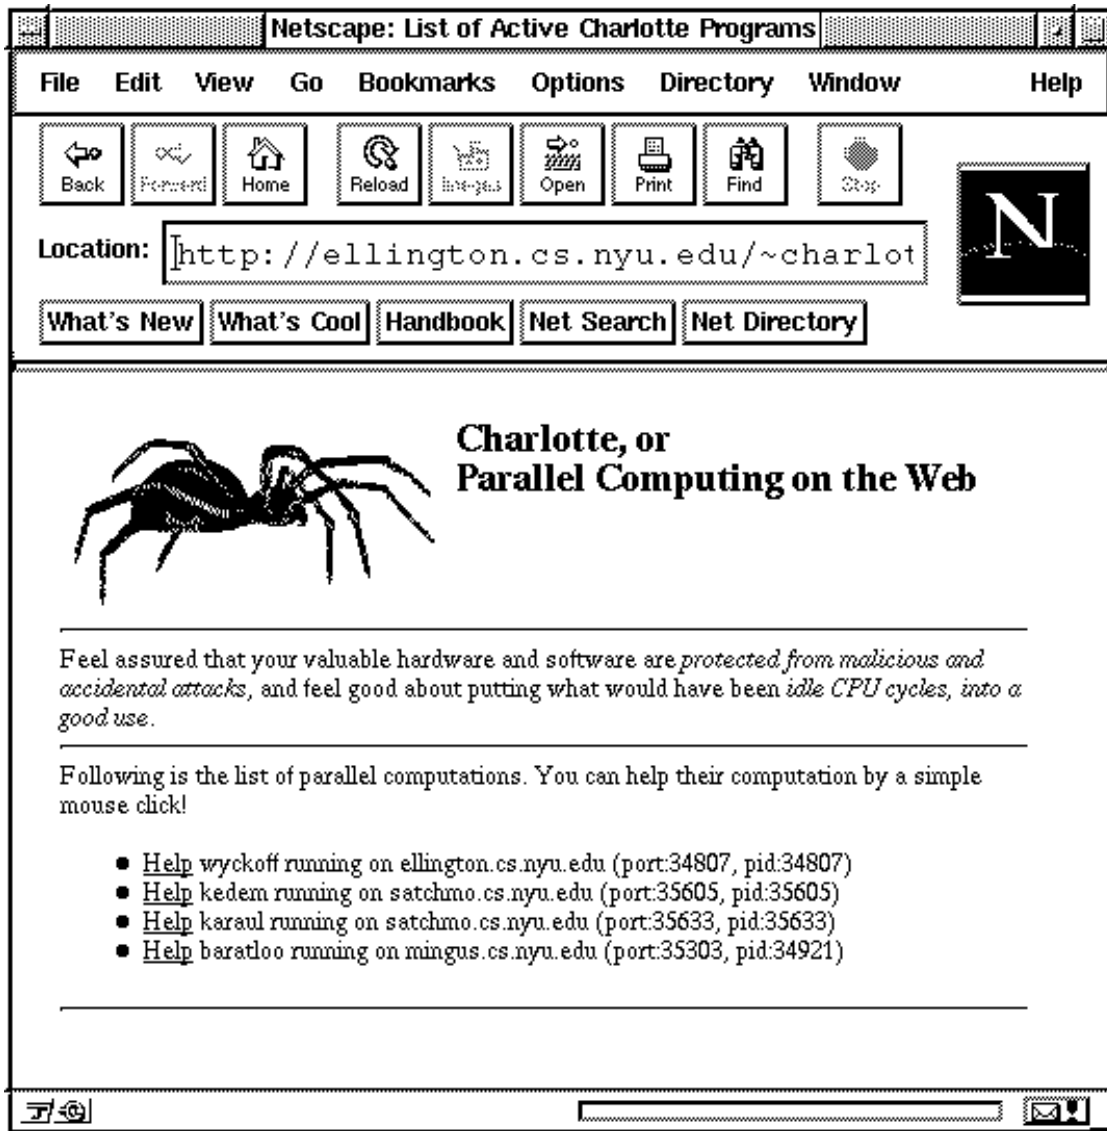 Netscape: List of Active Charlotte Programs
File Edit View Go Bookmarks Options Directory Window Help
Back Forward Home Reload Images Open Print Find Stop
N
Location: http://ellington.cs.nyu.edu/~charlot
What's New What's Cool Handbook Net Search Net Directory
Charlotte, or
Parallel Computing on the Web
Feel assured that your valuable hardware and software are protected from malicious and
accidental attacks, and feel good about putting what would have been idle CPU cycles, into a
good use.
Following is the list of parallel computations. You can help their computation by a simple
mouse click!
● Help wyckoff running on ellington.cs.nyu.edu (port:34807, pid:34807)
● Help kedem running on satchmo.cs.nyu.edu (port:35605, pid:35605)
● Help karaul running on satchmo.cs.nyu.edu (port:35633, pid:35633)
● Help baratloo running on mingus.cs.nyu.edu (port:35303, pid:34921)